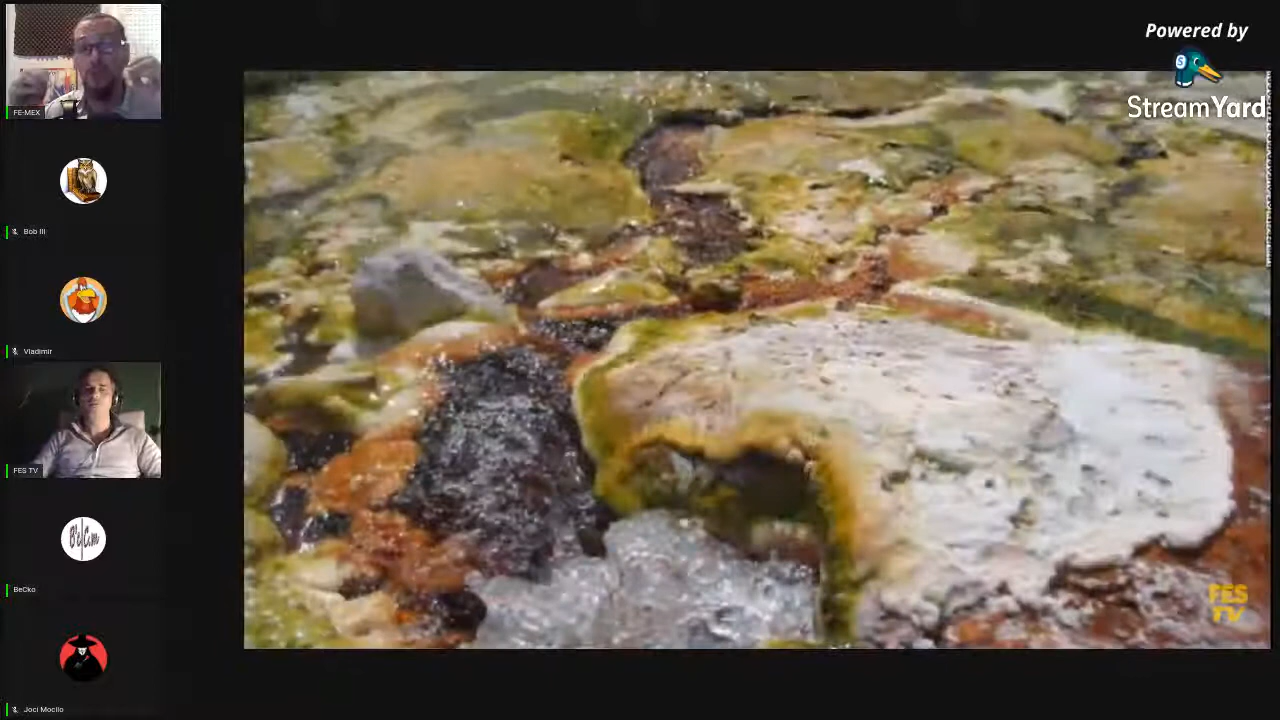 Powered by
StreamYard
FE-MEX
Bob III
Vladimir
FES TV
BeCko
Joci Mocilo
FES
TV